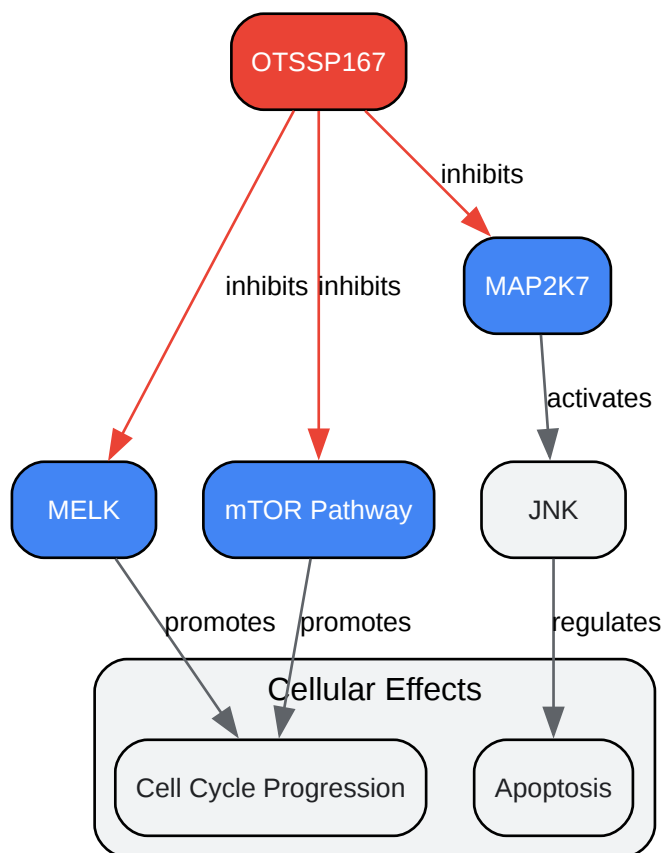 OTSSP167
inhibits
MAP2K7
inhibits
inhibits
activates
MELK
mTOR Pathway
JNK
promotes
promotes
regulates
Cellular Effects
Cell Cycle Progression
Apoptosis